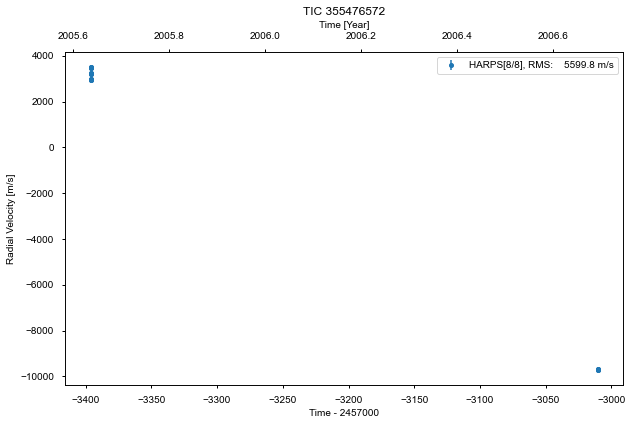 TIC 355476572
Time [Year]
2005.6 2005.8 2006.0 2006.2 2006.4 2006.6
HARPS[8/8], RMS: 5599.8 m/s
4000
2000
0
−2000
−4000
−6000
−8000
−10000
Radial Velocity [m/s]
−3400 −3350 −3300 −3250 −3200 −3150 −3100 −3050 −3000
Time - 2457000